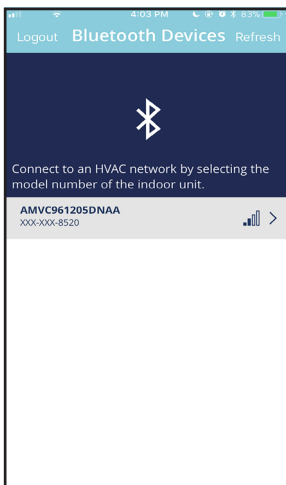 4:03 PM 83%
Logout Bluetooth Devices Refresh
Connect to an HVAC network by selecting the
model number of the indoor unit.
AMVC961205DNAA
XXX-XXX-8520